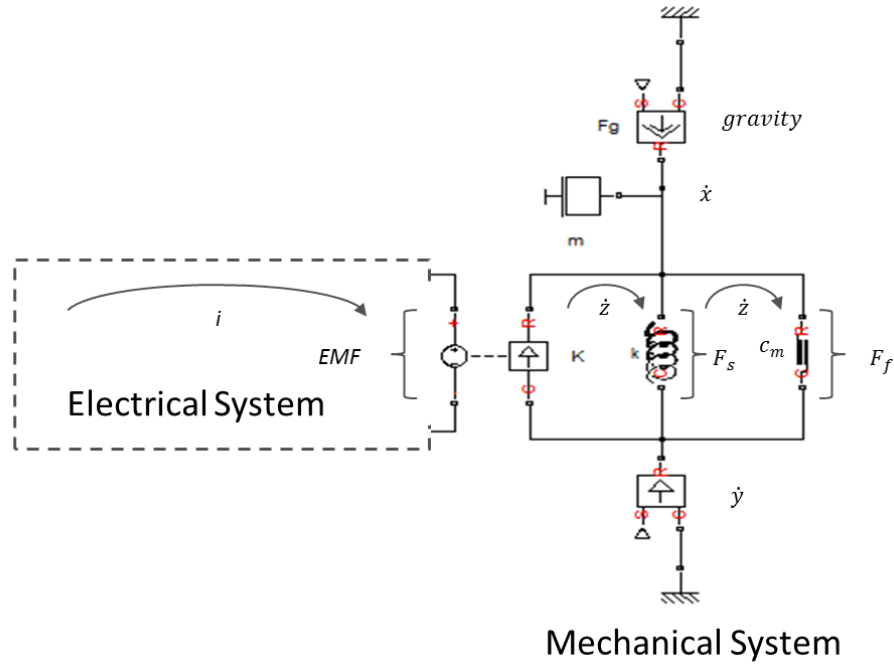 S C
Fg
gravity
R
ẋ
m
i
EMF
+
-
R
C
K
ż
k
R
C
F_s
ż
c_m
R
C
F_f
Electrical System
R
ẏ
S C
Mechanical System